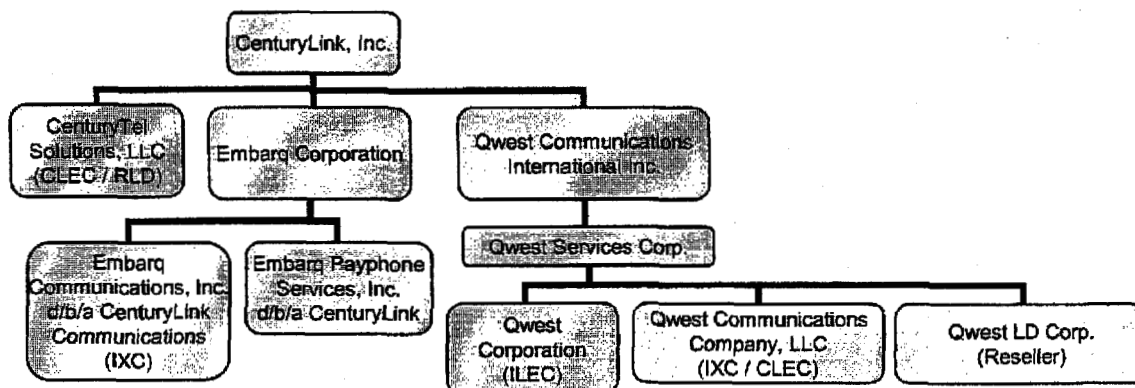 CenturyLink, Inc.
CenturyTel
Solutions, LLC
(CLEC / RLD)
Embarq Corporation
Qwest Communications
International Inc.
Embarq
Communications, Inc.
d/b/a CenturyLink
Communications
(IXC)
Embarq Payphone
Services, Inc.
d/b/a CenturyLink
Qwest Services Corp.
Qwest
Corporation
(ILEC)
Qwest Communications
Company, LLC
(IXC / CLEC)
Qwest LD Corp.
(Reseller)